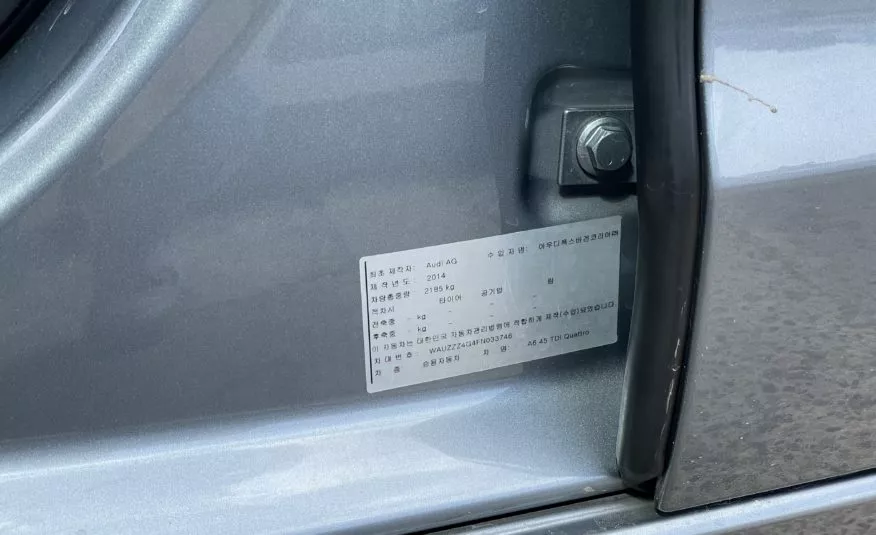 최초 제작자: Audi AG 수 입 자 명: 아우디폭스바겐코리아㈜
제 작 년 도: 2014
차량총중량 2185 kg
적차시 타이어 공기압 림
전축중 - kg - -
후축중 - kg - -
이 자동차는 대한민국 자동차관리법령에 적합하게 제작(수입)되었습니다.
차 대 번 호: WAUZZZ4G4FN033746
차 종: 승용자동차 차 명: A6 45 TDI Quattro